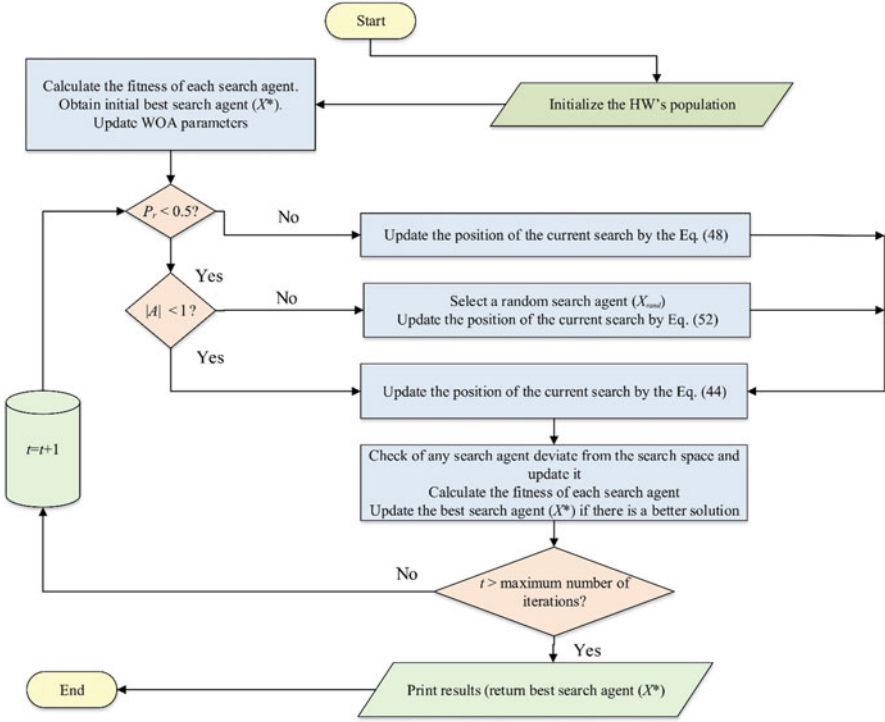 Start
Calculate the fitness of each search agent.
Obtain initial best search agent (X*).
Update WOA parameters
Initialize the HW's population
Pr < 0.5?
No
Update the position of the current search by the Eq. (48)
Yes
|A| < 1?
No
Select a random search agent (Xrand)
Update the position of the current search by Eq. (52)
Yes
Update the position of the current search by the Eq. (44)
t=t+1
Check of any search agent deviate from the search space and
update it
Calculate the fitness of each search agent
Update the best search agent (X*) if there is a better solution
No
t > maximum number of
iterations?
Yes
End
Print results (return best search agent (X*)